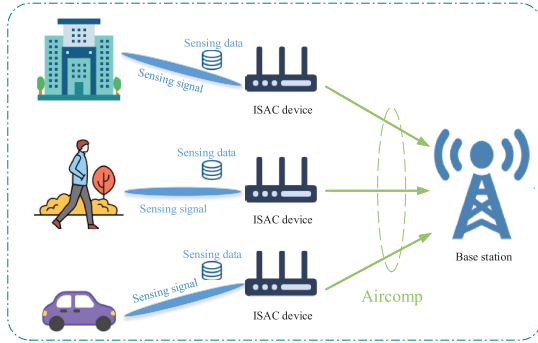 Sensing data
Sensing signal
ISAC device
Sensing data
Sensing signal
ISAC device
Base station
Sensing data
Sensing signal
Aircomp
ISAC device